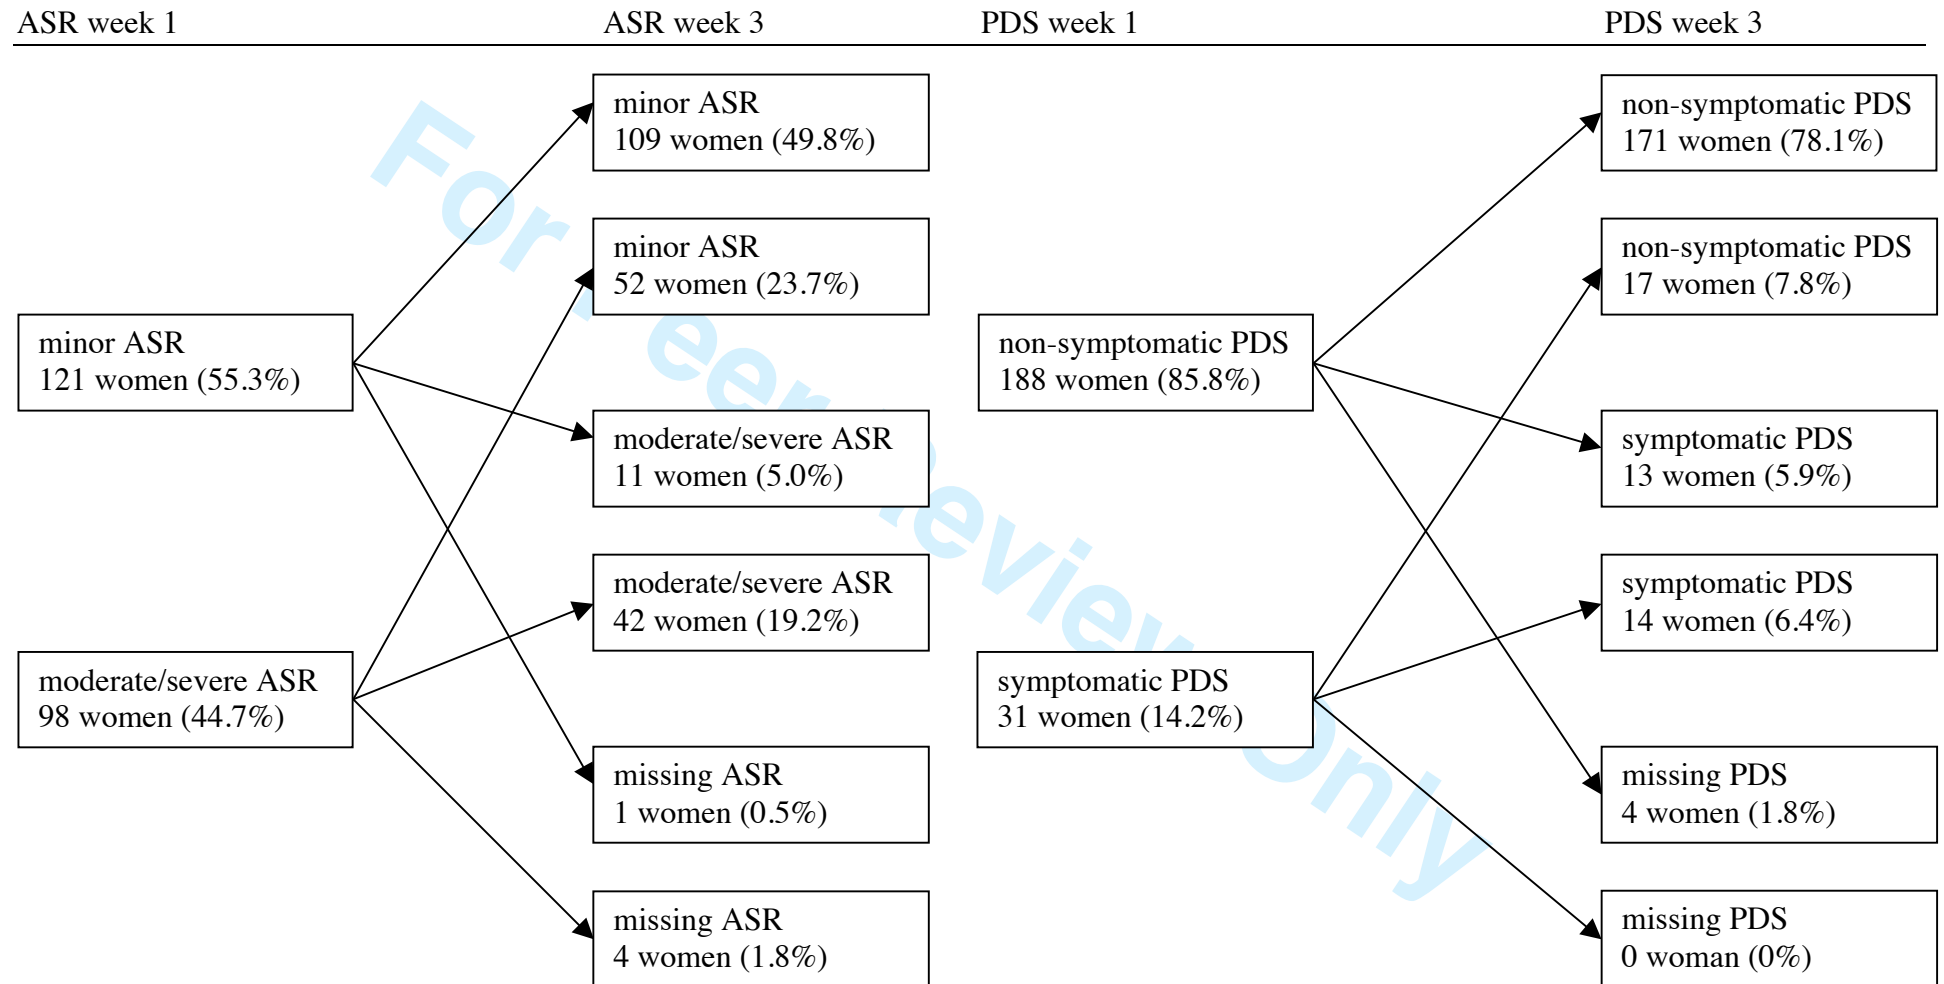 ASR week 1
ASR week 3
PDS week 1
PDS week 3
minor ASR
109 women (49.8%)
minor ASR
52 women (23.7%)
minor ASR
121 women (55.3%)
moderate/severe ASR
11 women (5.0%)
moderate/severe ASR
42 women (19.2%)
moderate/severe ASR
98 women (44.7%)
missing ASR
1 women (0.5%)
missing ASR
4 women (1.8%)
non-symptomatic PDS
171 women (78.1%)
non-symptomatic PDS
17 women (7.8%)
non-symptomatic PDS
188 women (85.8%)
symptomatic PDS
13 women (5.9%)
symptomatic PDS
14 women (6.4%)
symptomatic PDS
31 women (14.2%)
missing PDS
4 women (1.8%)
missing PDS
0 woman (0%)
For Peer Review Only